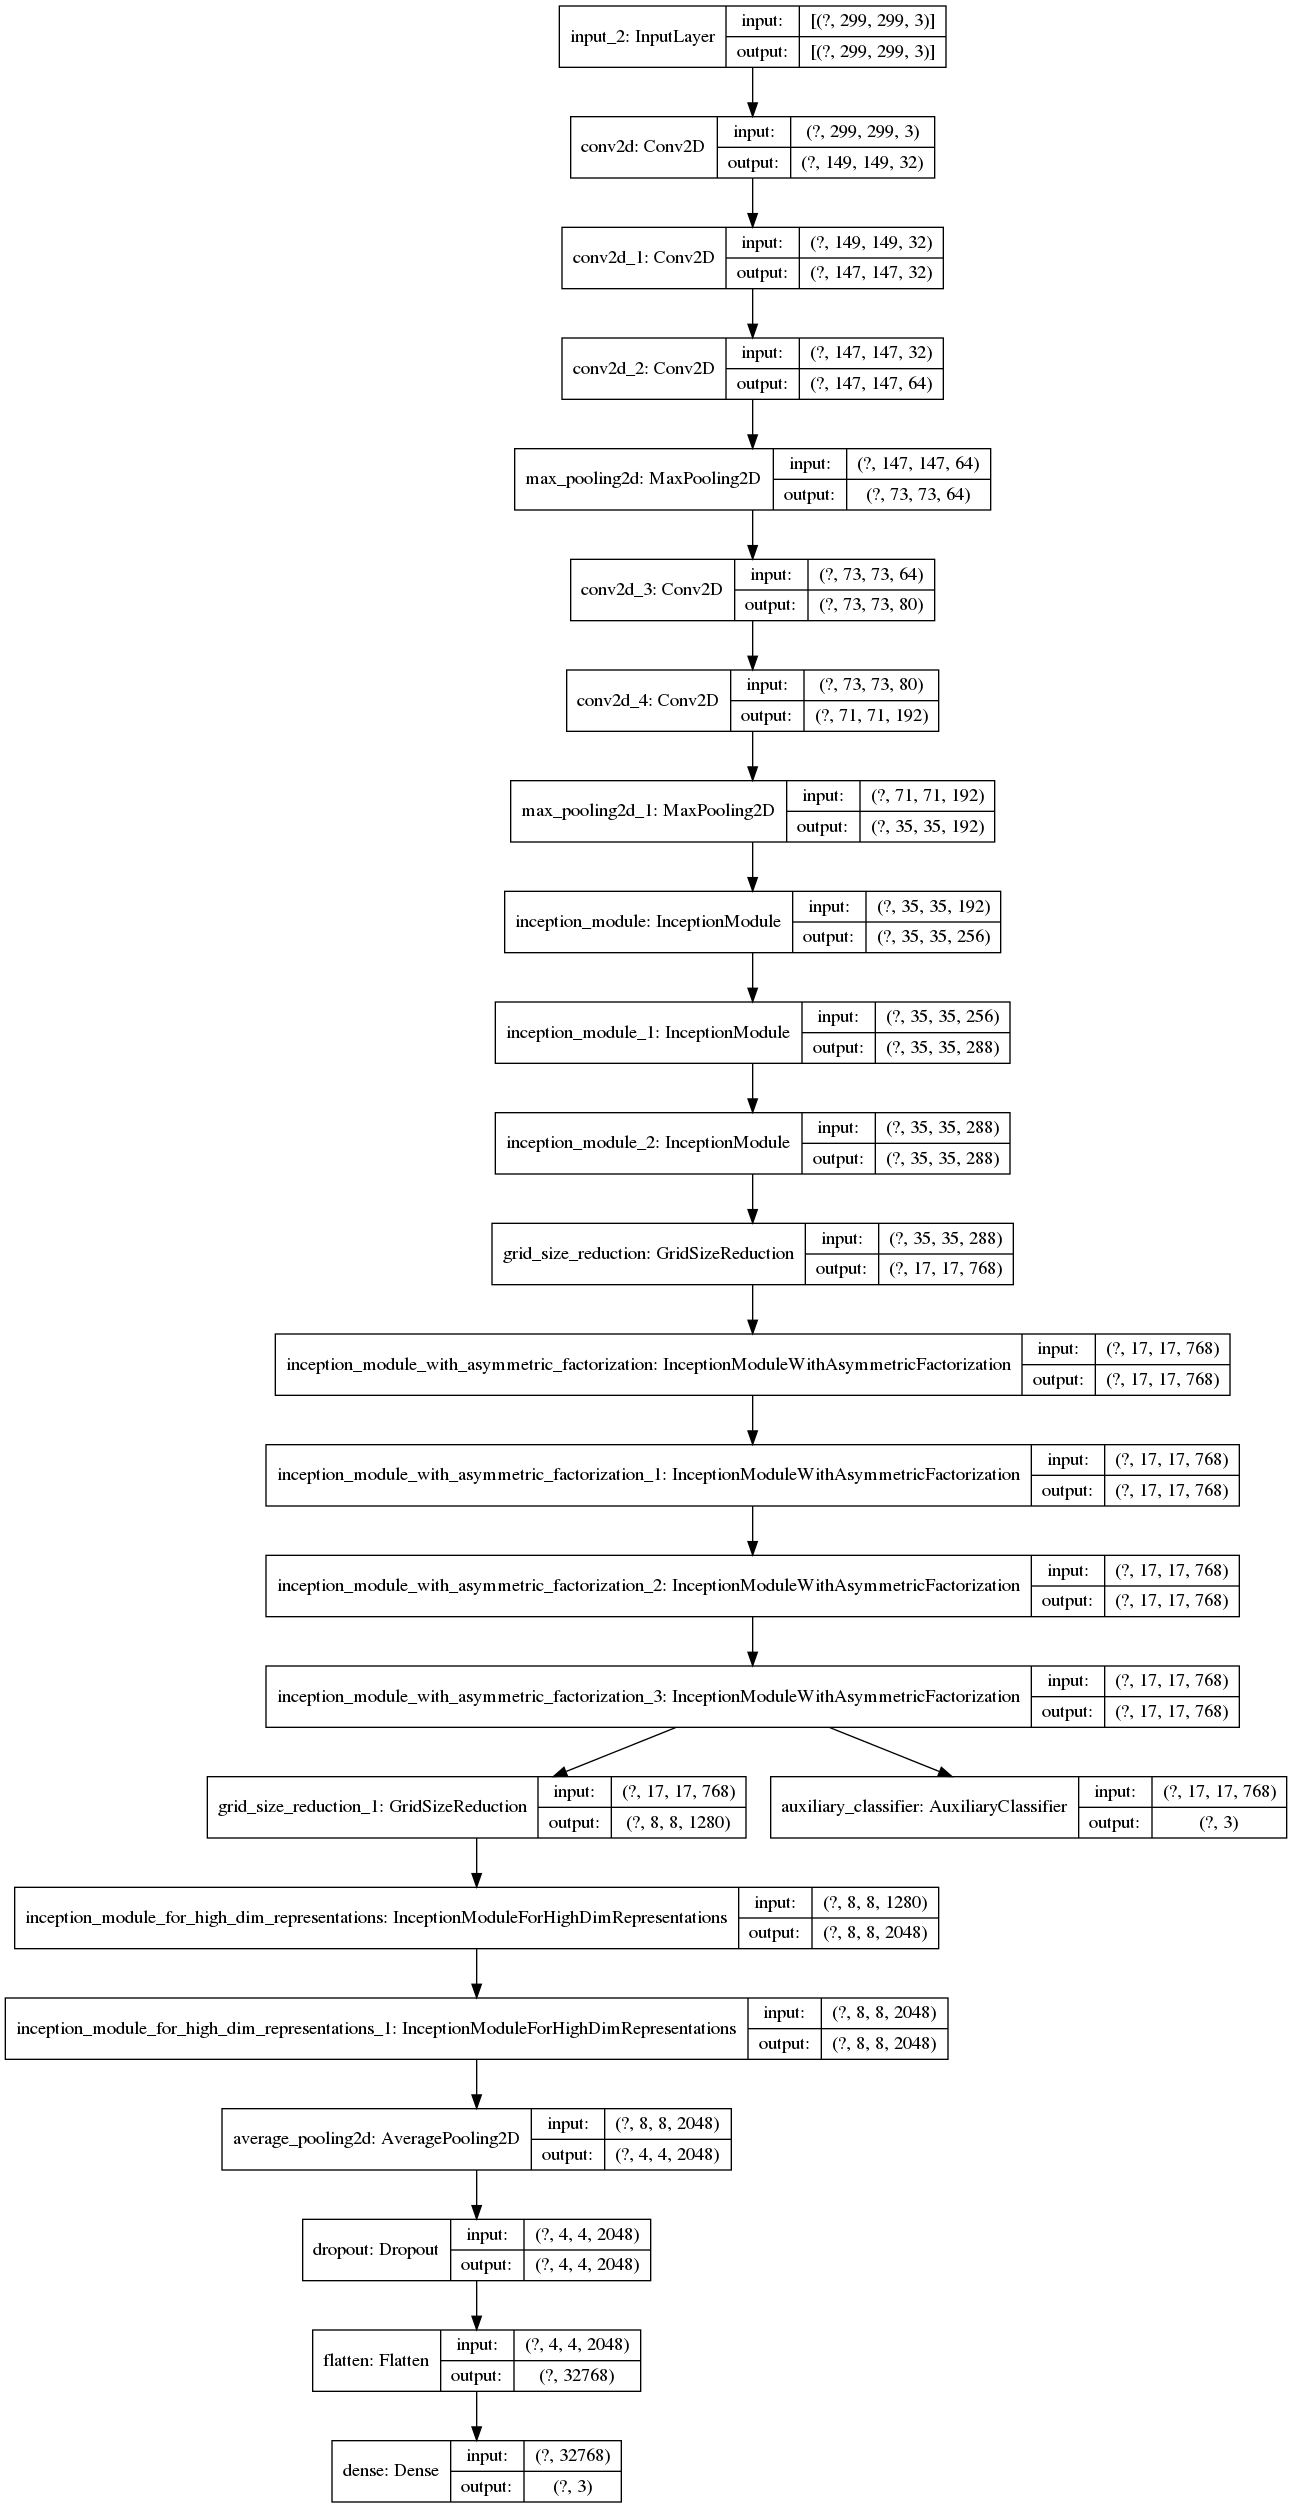 input_2: InputLayer
input: [(?, 299, 299, 3)]
output: [(?, 299, 299, 3)]
conv2d: Conv2D
input: (?, 299, 299, 3)
output: (?, 149, 149, 32)
conv2d_1: Conv2D
input: (?, 149, 149, 32)
output: (?, 147, 147, 32)
conv2d_2: Conv2D
input: (?, 147, 147, 32)
output: (?, 147, 147, 64)
max_pooling2d: MaxPooling2D
input: (?, 147, 147, 64)
output: (?, 73, 73, 64)
conv2d_3: Conv2D
input: (?, 73, 73, 64)
output: (?, 73, 73, 80)
conv2d_4: Conv2D
input: (?, 73, 73, 80)
output: (?, 71, 71, 192)
max_pooling2d_1: MaxPooling2D
input: (?, 71, 71, 192)
output: (?, 35, 35, 192)
inception_module: InceptionModule
input: (?, 35, 35, 192)
output: (?, 35, 35, 256)
inception_module_1: InceptionModule
input: (?, 35, 35, 256)
output: (?, 35, 35, 288)
inception_module_2: InceptionModule
input: (?, 35, 35, 288)
output: (?, 35, 35, 288)
grid_size_reduction: GridSizeReduction
input: (?, 35, 35, 288)
output: (?, 17, 17, 768)
inception_module_with_asymmetric_factorization: InceptionModuleWithAsymmetricFactorization
input: (?, 17, 17, 768)
output: (?, 17, 17, 768)
inception_module_with_asymmetric_factorization_1: InceptionModuleWithAsymmetricFactorization
input: (?, 17, 17, 768)
output: (?, 17, 17, 768)
inception_module_with_asymmetric_factorization_2: InceptionModuleWithAsymmetricFactorization
input: (?, 17, 17, 768)
output: (?, 17, 17, 768)
inception_module_with_asymmetric_factorization_3: InceptionModuleWithAsymmetricFactorization
input: (?, 17, 17, 768)
output: (?, 17, 17, 768)
grid_size_reduction_1: GridSizeReduction
input: (?, 17, 17, 768)
output: (?, 8, 8, 1280)
auxiliary_classifier: AuxiliaryClassifier
input: (?, 17, 17, 768)
output: (?, 3)
inception_module_for_high_dim_representations: InceptionModuleForHighDimRepresentations
input: (?, 8, 8, 1280)
output: (?, 8, 8, 2048)
inception_module_for_high_dim_representations_1: InceptionModuleForHighDimRepresentations
input: (?, 8, 8, 2048)
output: (?, 8, 8, 2048)
average_pooling2d: AveragePooling2D
input: (?, 8, 8, 2048)
output: (?, 4, 4, 2048)
dropout: Dropout
input: (?, 4, 4, 2048)
output: (?, 4, 4, 2048)
flatten: Flatten
input: (?, 4, 4, 2048)
output: (?, 32768)
dense: Dense
input: (?, 32768)
output: (?, 3)